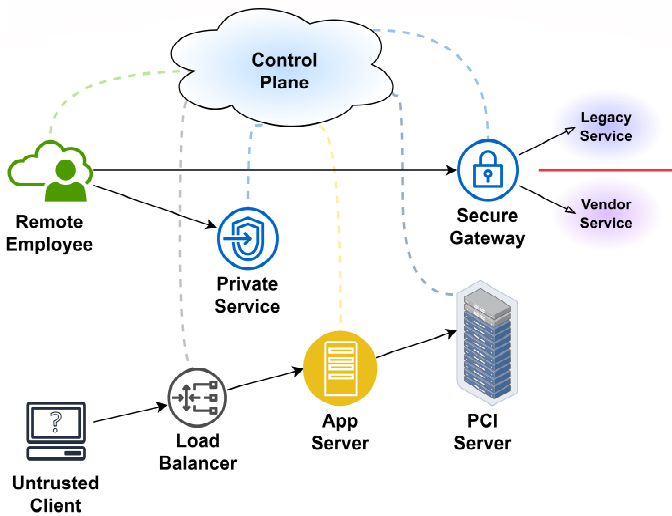 Control
Plane
Legacy
Service
Remote
Employee
Secure
Gateway
Vendor
Service
Private
Service
?
Load
Balancer
App
Server
PCI
Server
Untrusted
Client